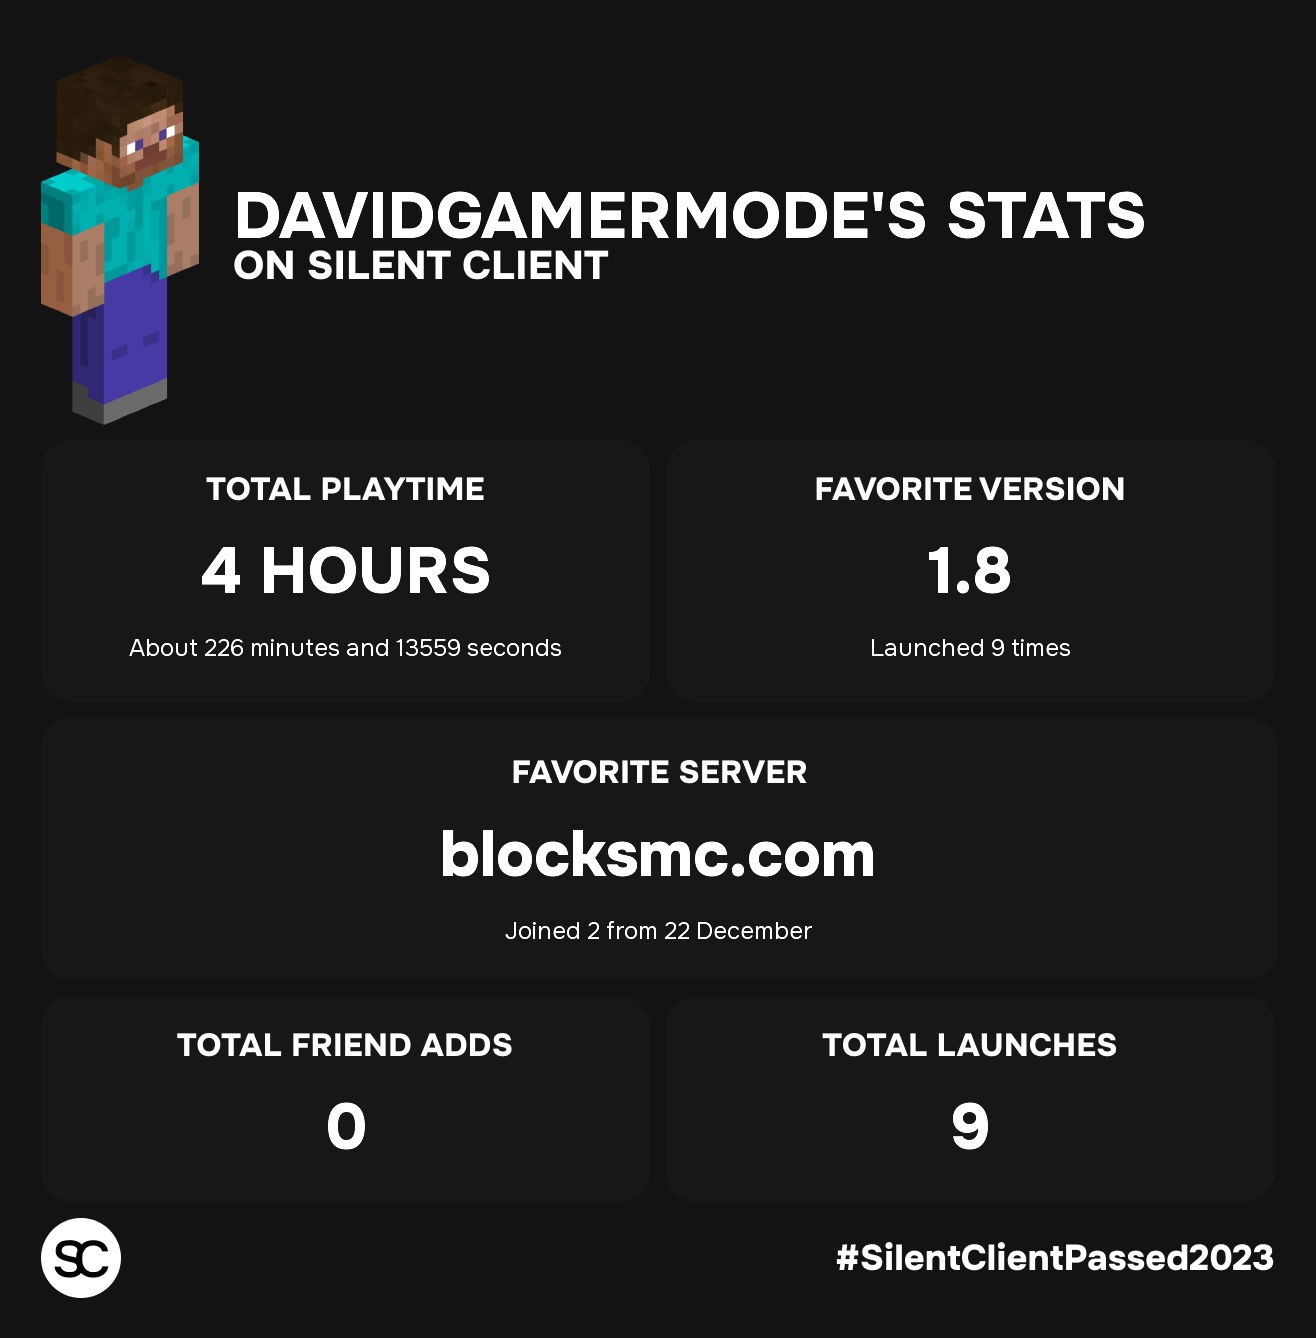 DAVIDGAMERMODE'S STATS
ON SILENT CLIENT
TOTAL PLAYTIME
4 HOURS
About 226 minutes and 13559 seconds
FAVORITE VERSION
1.8
Launched 9 times
FAVORITE SERVER
blocksmc.com
Joined 2 from 22 December
TOTAL FRIEND ADDS
0
TOTAL LAUNCHES
9
SC
#SilentClientPassed2023